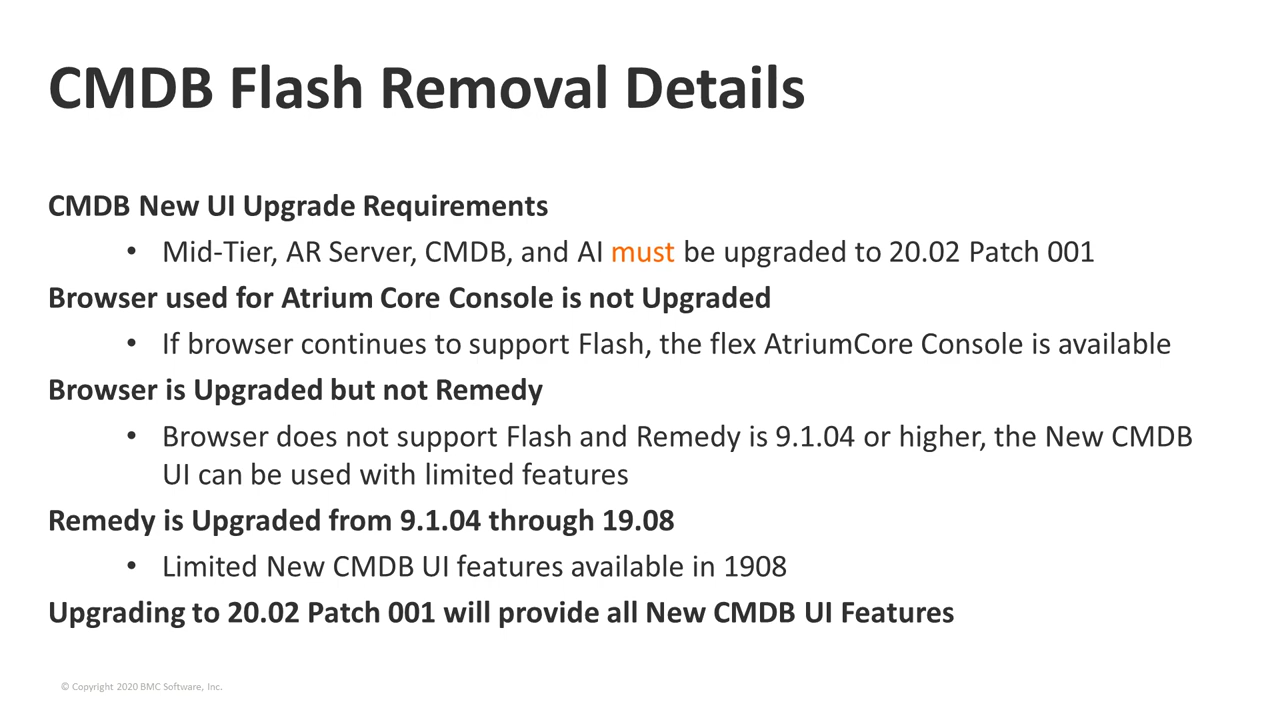 CMDB Flash Removal Details
CMDB New UI Upgrade Requirements
• Mid-Tier, AR Server, CMDB, and AI must be upgraded to 20.02 Patch 001
Browser used for Atrium Core Console is not Upgraded
• If browser continues to support Flash, the flex AtriumCore Console is available
Browser is Upgraded but not Remedy
• Browser does not support Flash and Remedy is 9.1.04 or higher, the New CMDB
UI can be used with limited features
Remedy is Upgraded from 9.1.04 through 19.08
• Limited New CMDB UI features available in 1908
Upgrading to 20.02 Patch 001 will provide all New CMDB UI Features
© Copyright 2020 BMC Software, Inc.